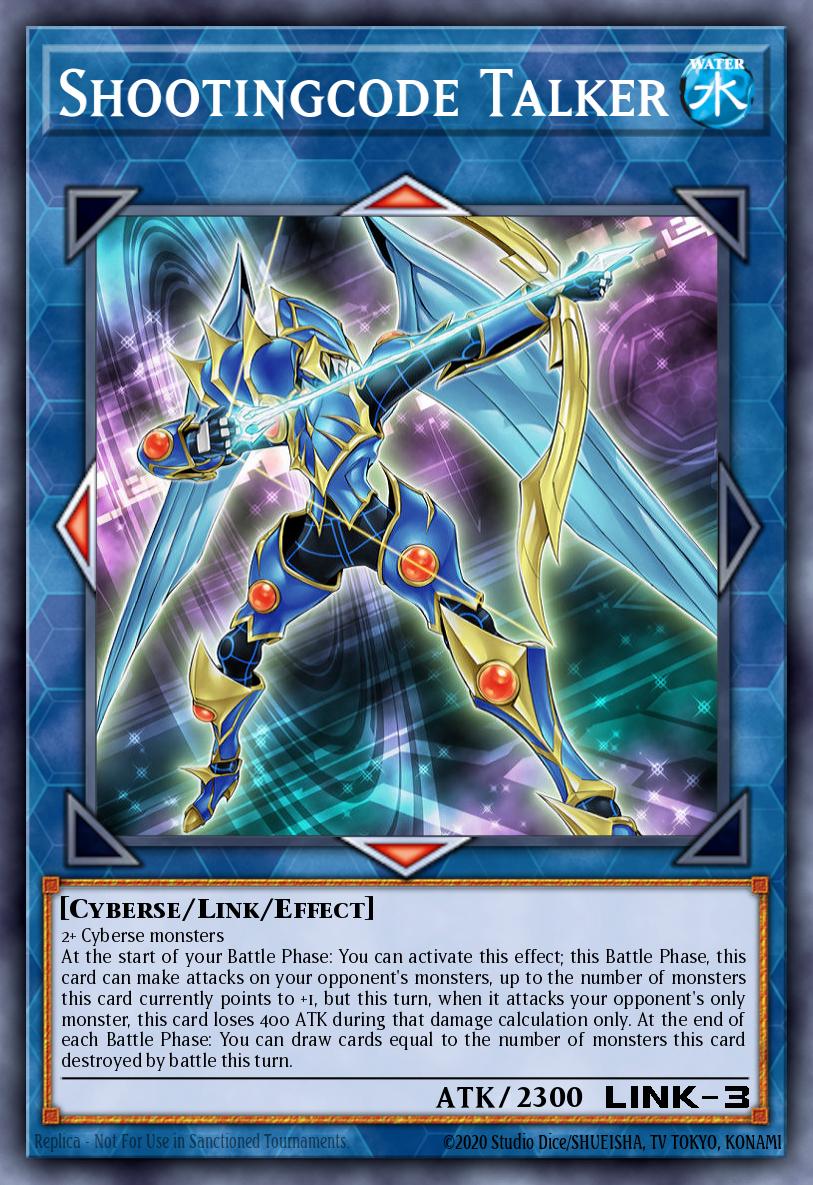 SHOOTINGCODE TALKER
WATER
水
[CYBERSE/LINK/EFFECT]
2+ Cyberse monsters
At the start of your Battle Phase: You can activate this effect; this Battle Phase, this
card can make attacks on your opponent's monsters, up to the number of monsters
this card currently points to +1, but this turn, when it attacks your opponent's only
monster, this card loses 400 ATK during that damage calculation only. At the end of
each Battle Phase: You can draw cards equal to the number of monsters this card
destroyed by battle this turn.
ATK/2300 LINK-3
Replica - Not For Use in Sanctioned Tournaments. ©2020 Studio Dice/SHUEISHA, TV TOKYO, KONAMI